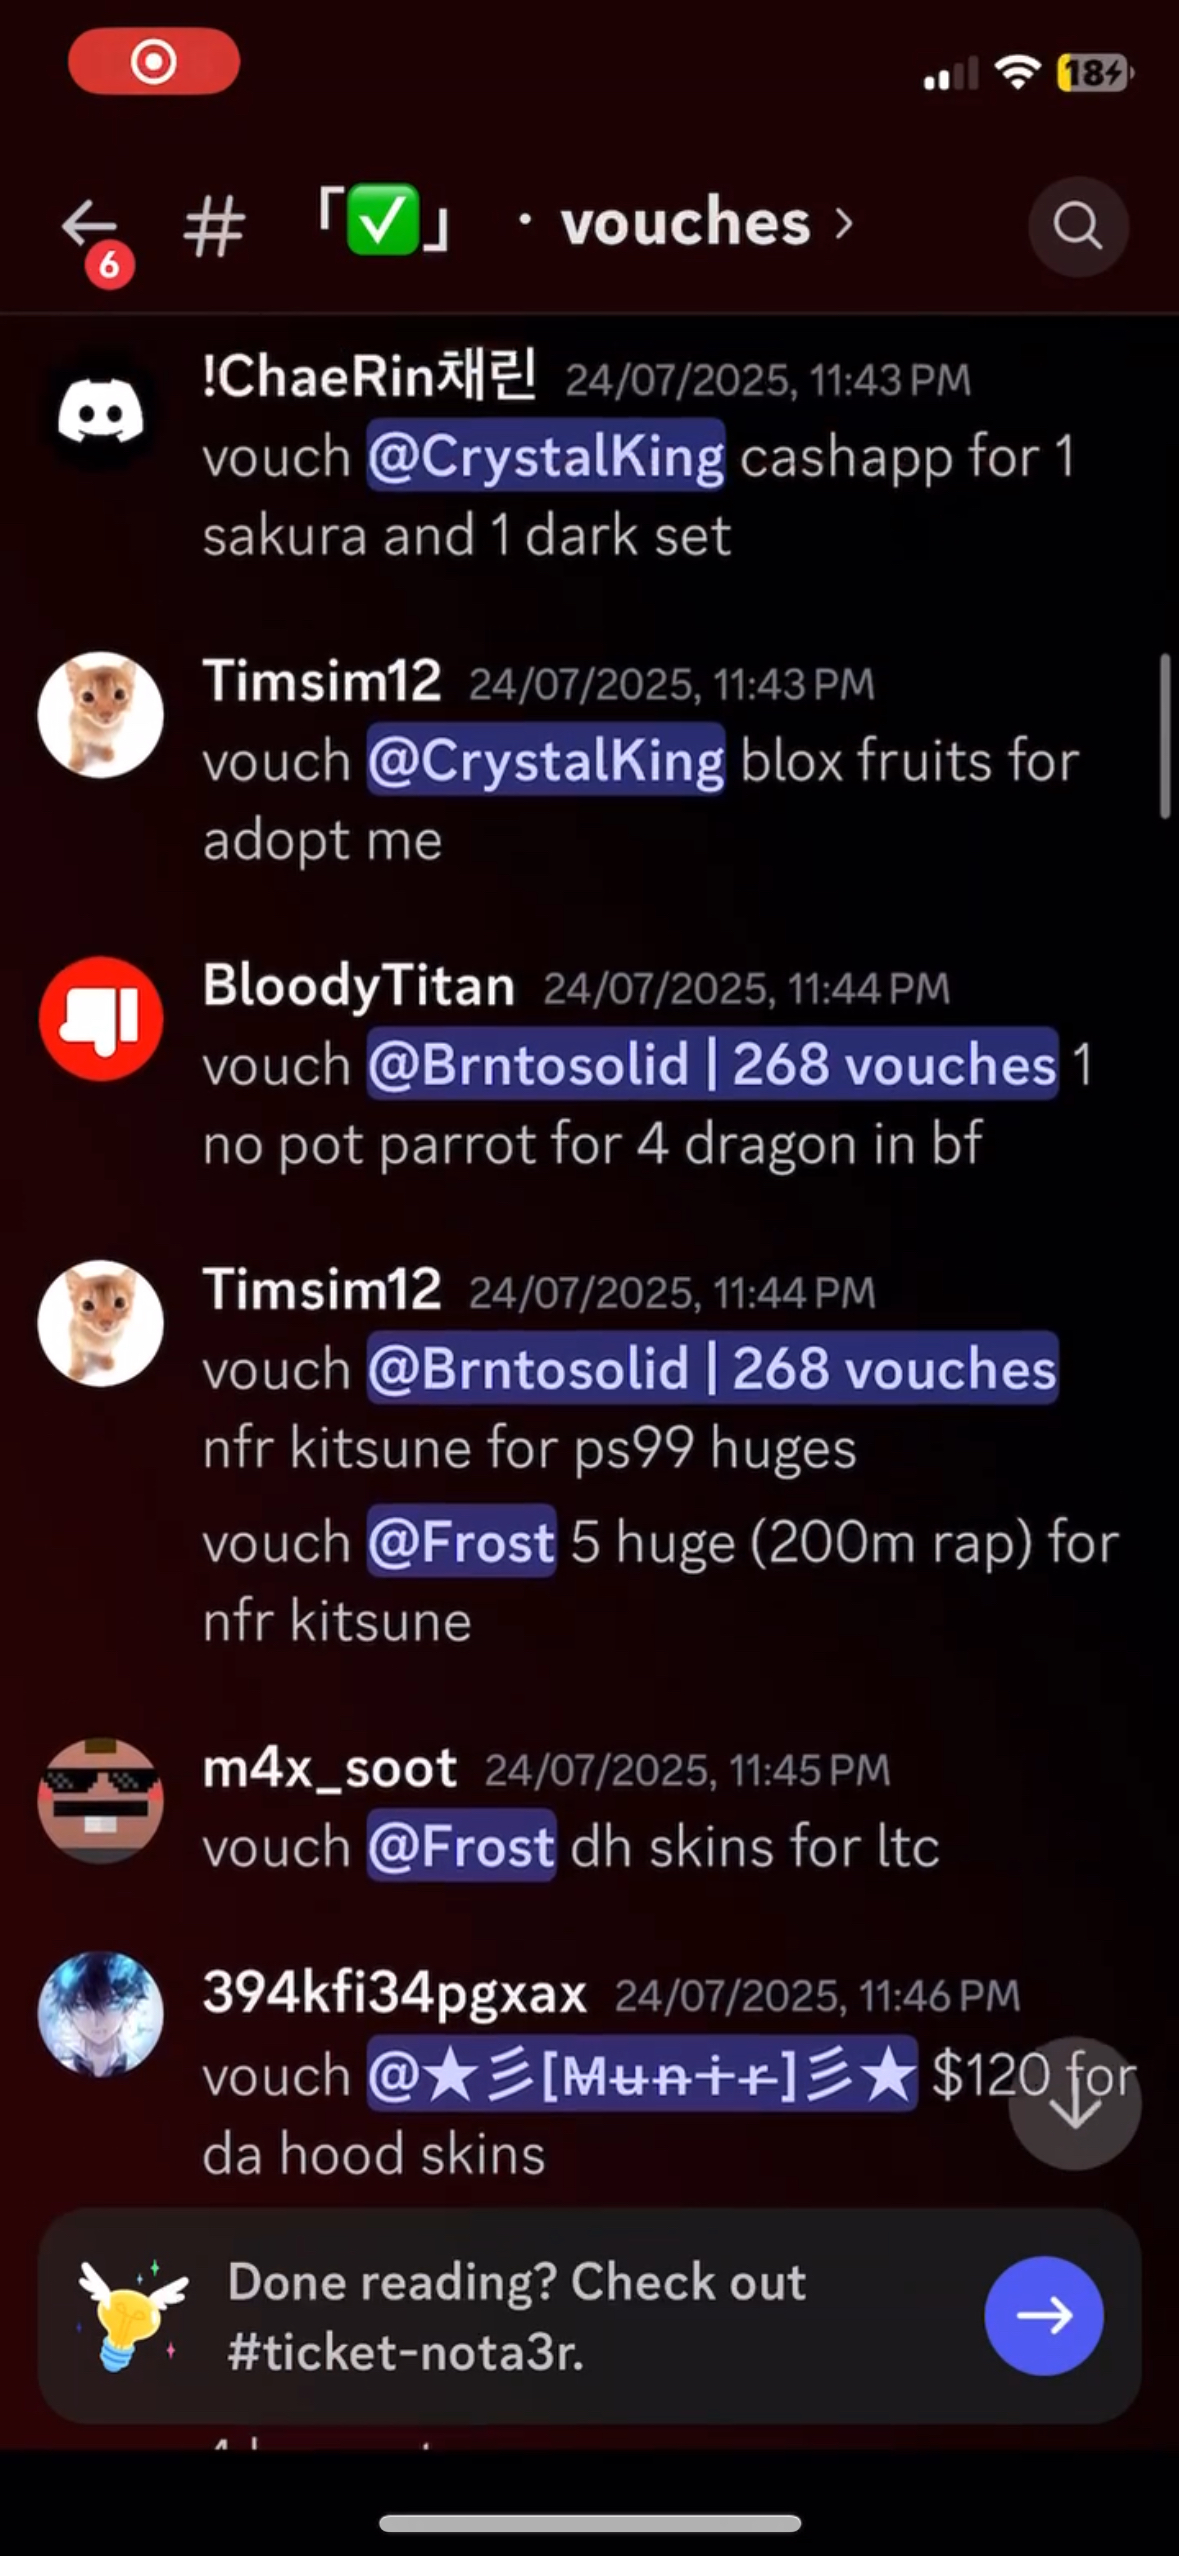 18
6
# 「✅」 · vouches
!ChaeRin채린 24/07/2025, 11:43 PM
vouch @CrystalKing cashapp for 1
sakura and 1 dark set
Timsim12 24/07/2025, 11:43 PM
vouch @CrystalKing blox fruits for
adopt me
BloodyTitan 24/07/2025, 11:44 PM
vouch @Brntosolid | 268 vouches 1
no pot parrot for 4 dragon in bf
Timsim12 24/07/2025, 11:44 PM
vouch @Brntosolid | 268 vouches
nfr kitsune for ps99 huges
vouch @Frost 5 huge (200m rap) for
nfr kitsune
m4x_soot 24/07/2025, 11:45 PM
vouch @Frost dh skins for ltc
394kfi34pgxax 24/07/2025, 11:46 PM
vouch @★彡[M̶u̶n̶i̶r̶]彡★ $120 for
da hood skins
Done reading? Check out
#ticket-nota3r.